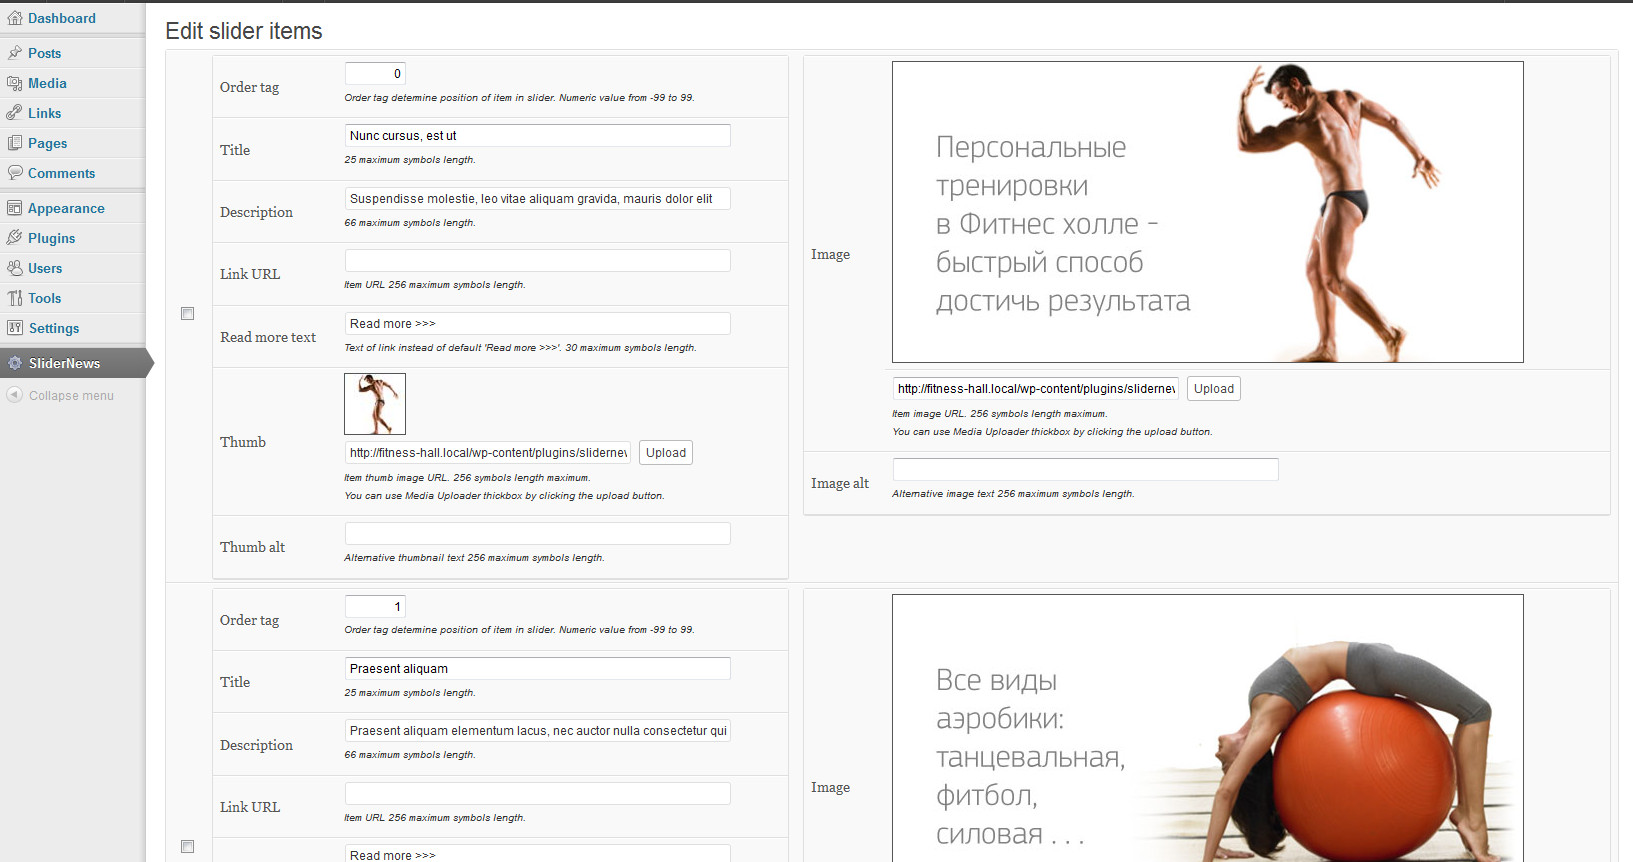 Dashboard
Posts
Media
Links
Pages
Comments
Appearance
Plugins
Users
Tools
Settings
SliderNews
Collapse menu
Edit slider items
Order tag
0
Order tag detemine position of item in slider. Numeric value from -99 to 99.
Title
Nunc cursus, est ut
25 maximum symbols length.
Description
Suspendisse molestie, leo vitae aliquam gravida, mauris dolor elit
66 maximum symbols length.
Link URL
Item URL 256 maximum symbols length.
Read more text
Read more >>>
Text of link instead of default 'Read more >>>'. 30 maximum symbols length.
Thumb
http://fitness-hall.local/wp-content/plugins/slidernev
Upload
Item thumb image URL. 256 symbols length maximum.
You can use Media Uploader thickbox by clicking the upload button.
Thumb alt
Alternative thumbnail text 256 maximum symbols length.
Image
Персональные
тренировки
в Фитнес холле -
быстрый способ
достичь результата
http://fitness-hall.local/wp-content/plugins/slidernev
Upload
Item image URL. 256 symbols length maximum.
You can use Media Uploader thickbox by clicking the upload button.
Image alt
Alternative image text 256 maximum symbols length.
Order tag
1
Order tag detemine position of item in slider. Numeric value from -99 to 99.
Title
Praesent aliquam
25 maximum symbols length.
Description
Praesent aliquam elementum lacus, nec auctor nulla consectetur qui
66 maximum symbols length.
Link URL
Item URL 256 maximum symbols length.
Read more >>>
Image
Все виды
аэробики:
танцевальная,
фитбол,
силовая . . .